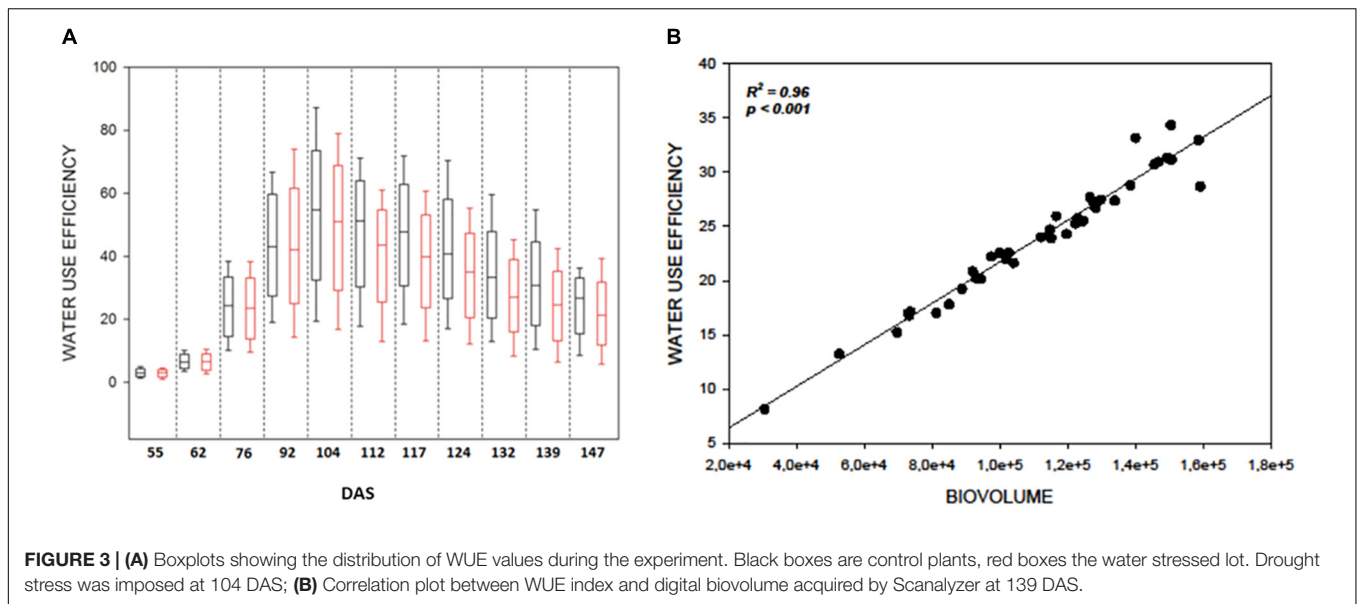 A
100
80
60
40
20
0
WATER USE EFFICIENCY
55 62 76 92 104 112 117 124 132 139 147
DAS
B
40
35
30
25
20
15
10
5
WATER USE EFFICIENCY
R² = 0.96
p < 0.001
2,0e+4 4,0e+4 6,0e+4 8,0e+4 1,0e+5 1,2e+5 1,4e+5 1,6e+5 1,8e+5
BIOVOLUME
FIGURE 3 | (A) Boxplots showing the distribution of WUE values during the experiment. Black boxes are control plants, red boxes the water stressed lot. Drought
stress was imposed at 104 DAS; (B) Correlation plot between WUE index and digital biovolume acquired by Scanalyzer at 139 DAS.